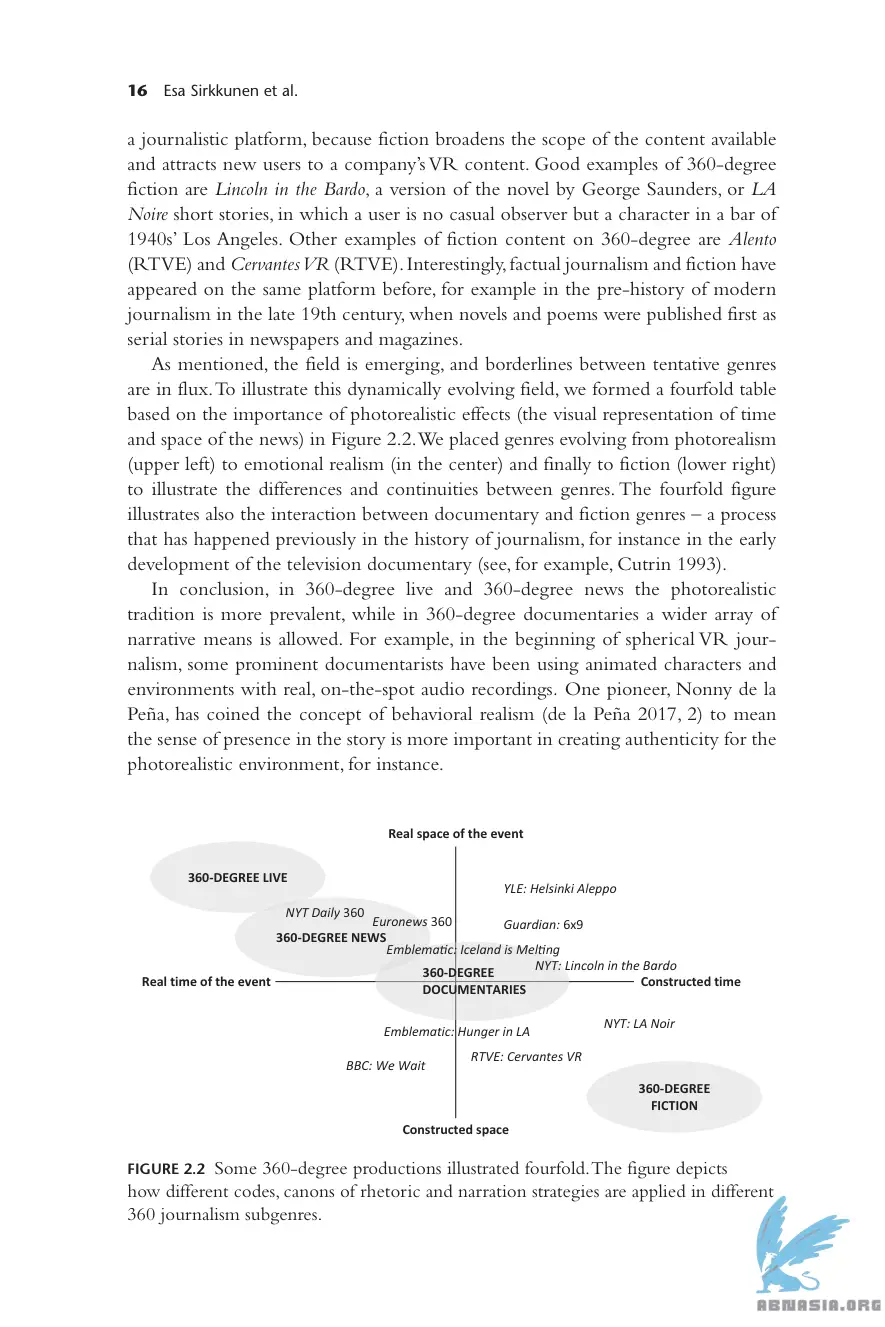 16 Esa Sirkkunen et al.
a journalistic platform, because fiction broadens the scope of the content available
and attracts new users to a company's VR content. Good examples of 360-degree
fiction are Lincoln in the Bardo, a version of the novel by George Saunders, or LA
Noire short stories, in which a user is no casual observer but a character in a bar of
1940s' Los Angeles. Other examples of fiction content on 360-degree are Alento
(RTVE) and Cervantes VR (RTVE). Interestingly, factual journalism and fiction have
appeared on the same platform before, for example in the pre-history of modern
journalism in the late 19th century, when novels and poems were published first as
serial stories in newspapers and magazines.
As mentioned, the field is emerging, and borderlines between tentative genres
are in flux. To illustrate this dynamically evolving field, we formed a fourfold table
based on the importance of photorealistic effects (the visual representation of time
and space of the news) in Figure 2.2. We placed genres evolving from photorealism
(upper left) to emotional realism (in the center) and finally to fiction (lower right)
to illustrate the differences and continuities between genres. The fourfold figure
illustrates also the interaction between documentary and fiction genres – a process
that has happened previously in the history of journalism, for instance in the early
development of the television documentary (see, for example, Cutrin 1993).
In conclusion, in 360-degree live and 360-degree news the photorealistic
tradition is more prevalent, while in 360-degree documentaries a wider array of
narrative means is allowed. For example, in the beginning of spherical VR jour-
nalism, some prominent documentarists have been using animated characters and
environments with real, on-the-spot audio recordings. One pioneer, Nonny de la
Peña, has coined the concept of behavioral realism (de la Peña 2017, 2) to mean
the sense of presence in the story is more important in creating authenticity for the
photorealistic environment, for instance.
Real space of the event
360-DEGREE LIVE
YLE: Helsinki Aleppo
NYT Daily 360
Euronews 360
Guardian: 6x9
360-DEGREE NEWS
Emblematic: Iceland is Melting
NYT: Lincoln in the Bardo
360-DEGREE
DOCUMENTARIES
Real time of the event
Constructed time
NYT: LA Noir
Emblematic: Hunger in LA
RTVE: Cervantes VR
BBC: We Wait
360-DEGREE
FICTION
Constructed space
FIGURE 2.2 Some 360-degree productions illustrated fourfold. The figure depicts
how different codes, canons of rhetoric and narration strategies are applied in different
360 journalism subgenres.
ABNASIA.ORG